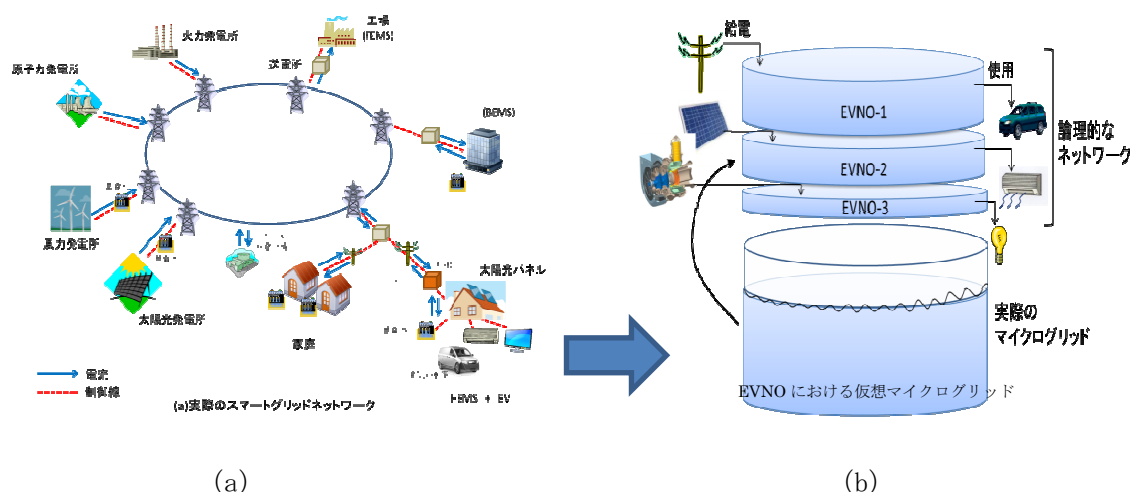 火力発電所
工場
(FEMS)
原子力発電所
送電所
(BEMS)
風力発電所
太陽光発電所
太陽光パネル
家庭
電流
制御線
(a)実際のスマートグリッドネットワーク
HEMS + EV
(a)
給電
使用
EVNO-1
EVNO-2
EVNO-3
論理的な
ネットワーク
実際の
マイクログリッド
EVNO における仮想マイクログリッド
(b)